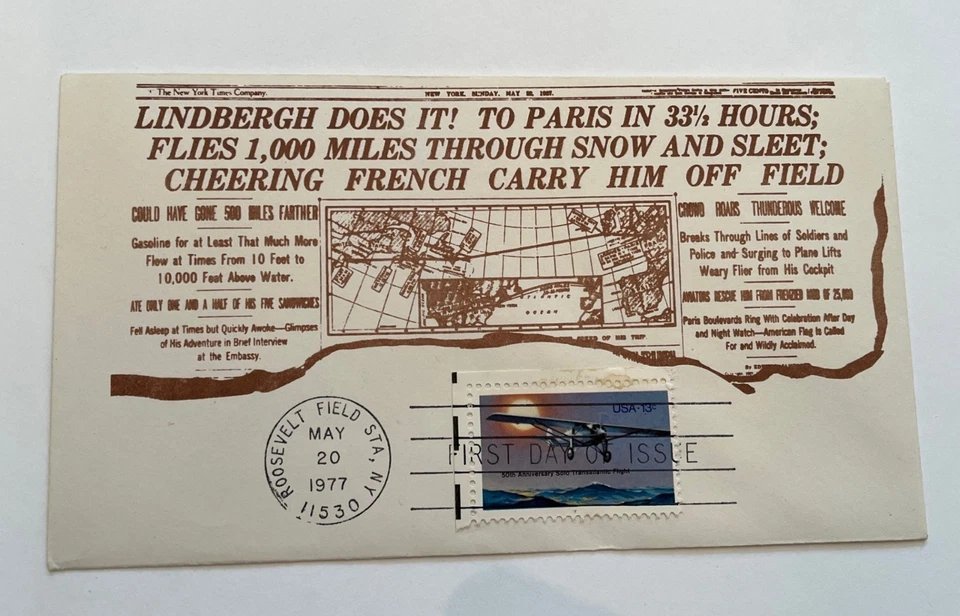 The New York Times Company.
NEW YORK, SUNDAY, MAY 22, 1927.
FIVE CENTS
LINDBERGH DOES IT! TO PARIS IN 33½ HOURS;
FLIES 1,000 MILES THROUGH SNOW AND SLEET;
CHEERING FRENCH CARRY HIM OFF FIELD
COULD HAVE GONE 500 MILES FARTHER
Gasoline for at Least That Much More
Flew at Times From 10 Feet to
10,000 Feet Above Water.
ATE ONLY ONE AND A HALF OF HIS FIVE SANDWICHES
Fell Asleep at Times but Quickly Awoke—Glimpses
of His Adventure in Brief Interview
at the Embassy.
ATLANTIC
OCEAN
SPEED OF HIS TRIP
CROWD ROARS THUNDEROUS WELCOME
Breaks Through Lines of Soldiers and
Police and Surging to Plane Lifts
Weary Flier from His Cockpit
AVIATORS RESCUE HIM FROM FRENZIED MOB OF 25,000
Paris Boulevards Ring With Celebration After Day
and Night Watch—American Flag Is Called
For and Wildly Acclaimed.
ROOSEVELT FIELD STA, NY
MAY
20
1977
11530
USA·13c
FIRST DAY OF ISSUE
50th Anniversary Solo Transatlantic Flight